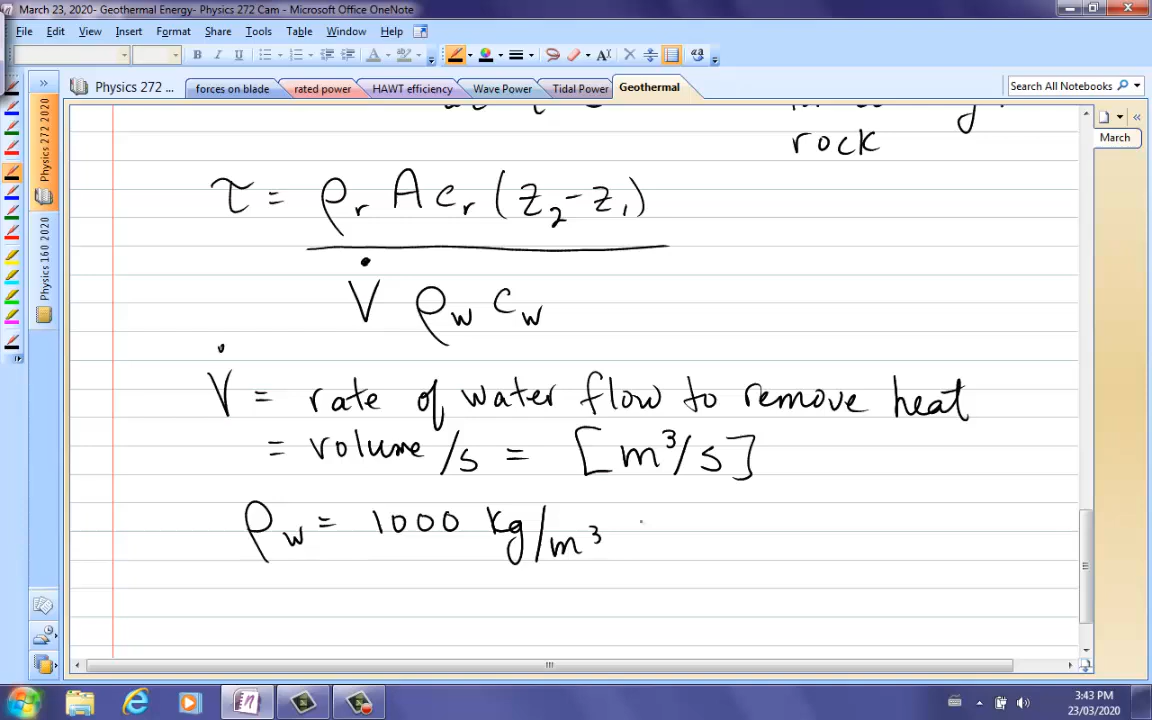 March 23, 2020- Geothermal Energy- Physics 272 Cam - Microsoft Office OneNote
File Edit View Insert Format Share Tools Table Window Help
B I U
Physics 272 ... forces on blade rated power HAWT efficiency Wave Power Tidal Power Geothermal Search All Notebooks
March
Physics 272 2020
Physics 160 2020
rock
τ = ρr A cr (z2 - z1)
V̇ ρw cw
V̇ = rate of water flow to remove heat
= volume/s = [m³/s]
ρw = 1000 kg/m³
3:43 PM
23/03/2020